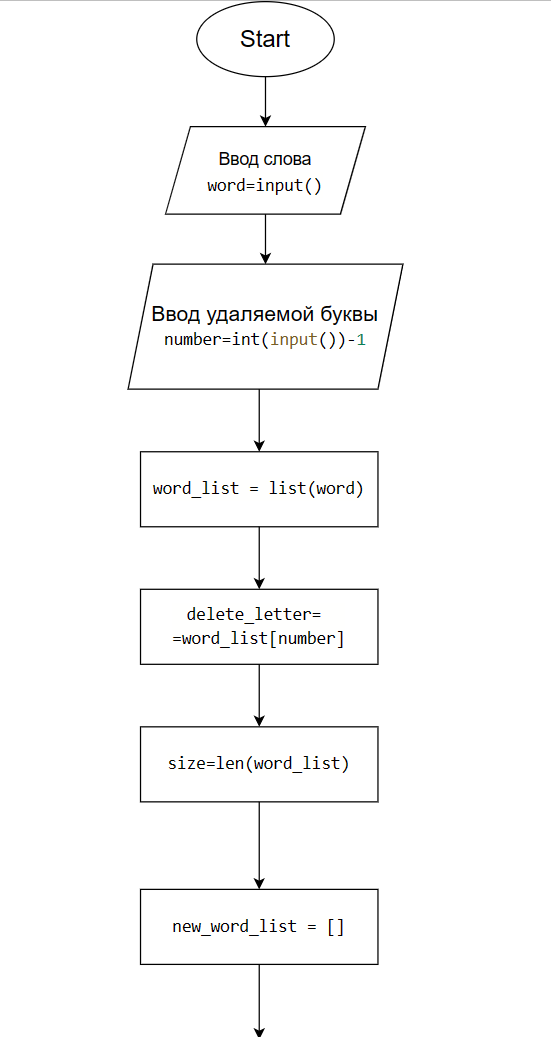 Start
Ввод слова
word=input()
Ввод удаляемой буквы
number=int(input())-1
word_list = list(word)
delete_letter=
=word_list[number]
size=len(word_list)
new_word_list = []